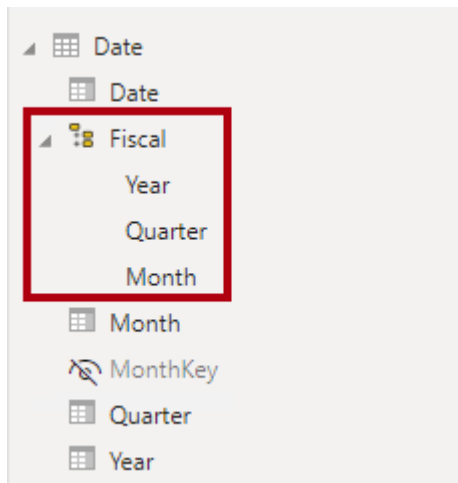 Date
Date
Fiscal
Year
Quarter
Month
Month
MonthKey
Quarter
Year